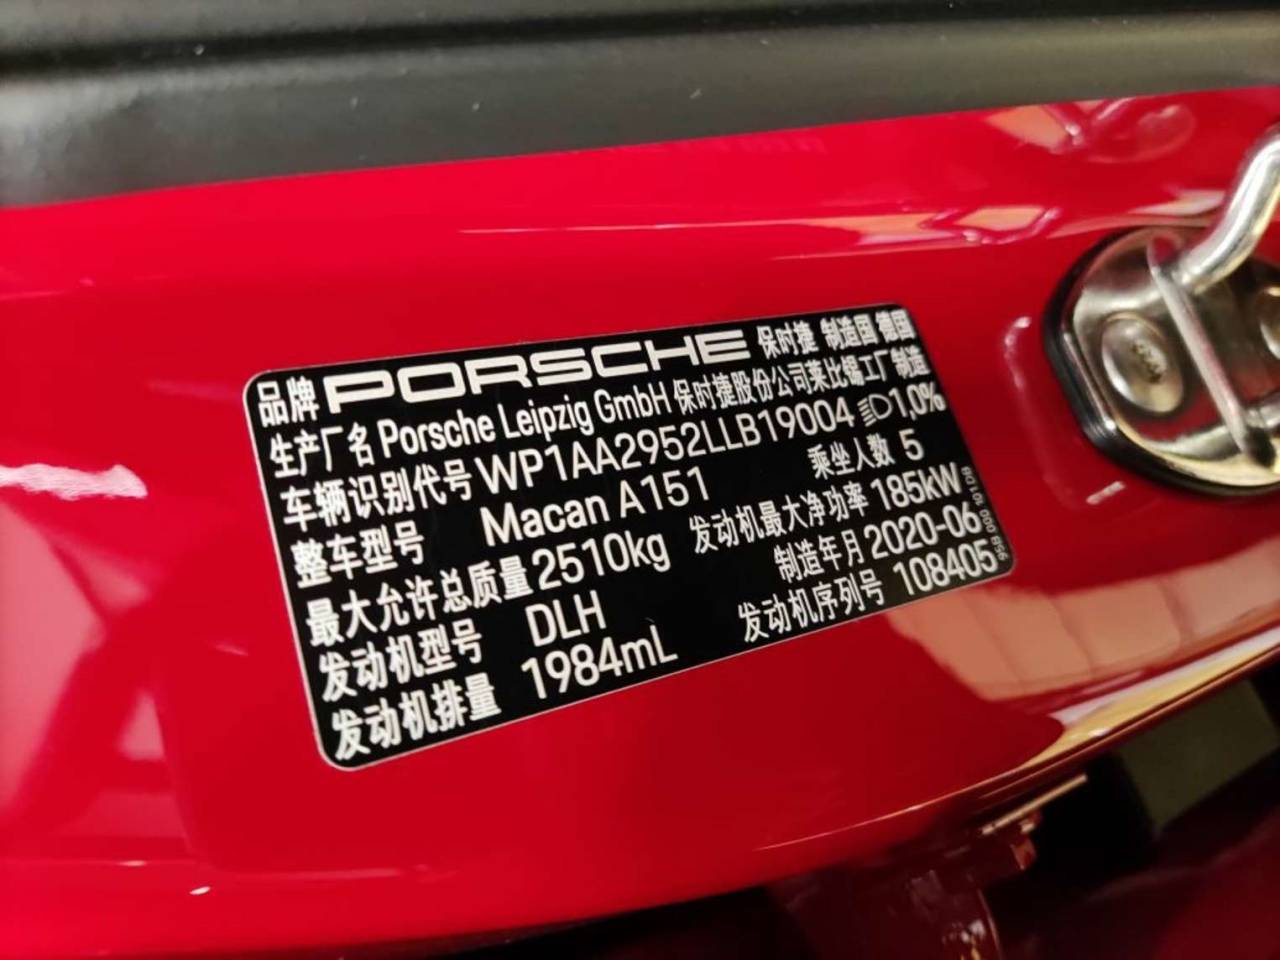 品牌 PORSCHE 保时捷 制造国 德国
生产厂名 Porsche Leipzig GmbH 保时捷股份公司莱比锡工厂制造
车辆识别代号 WP1AA2952LLB19004 1,0%
整车型号 Macan A151 乘坐人数 5
最大允许总质量 2510kg 发动机最大净功率 185kW
发动机型号 DLH 制造年月 2020-06
发动机排量 1984mL 发动机序列号 108405
95B 000 101